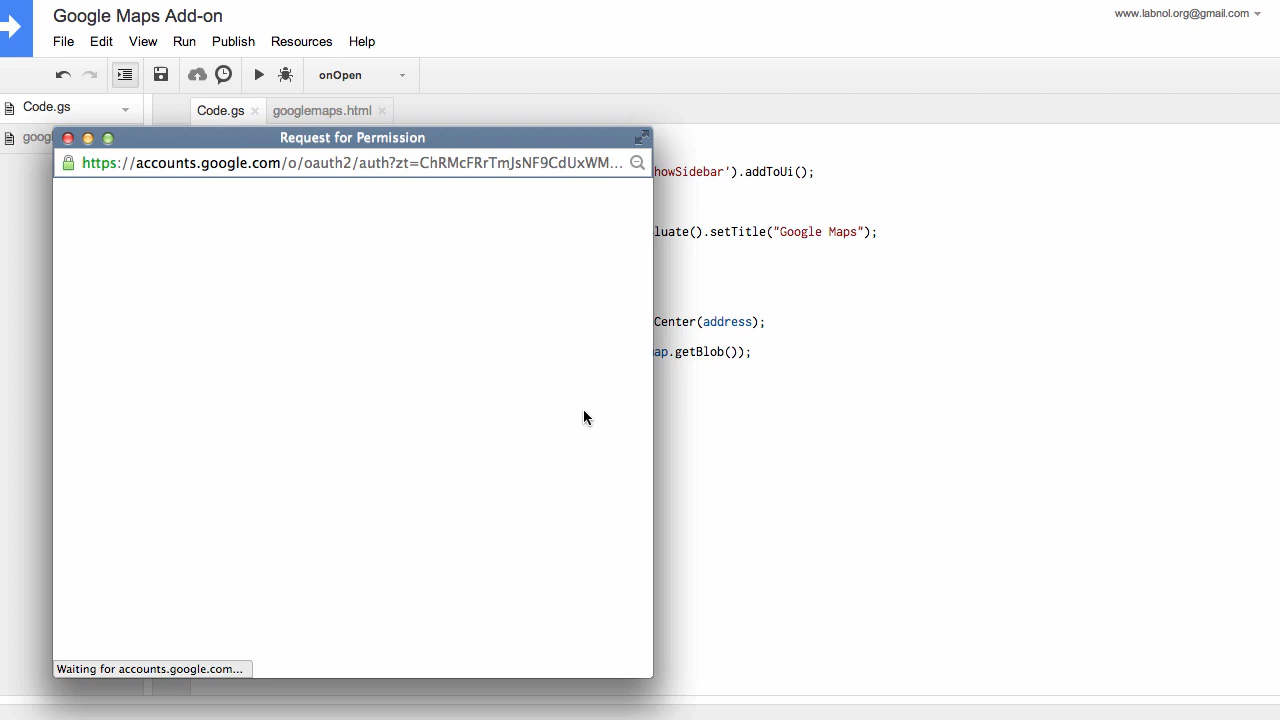 Google Maps Add-on
www.labnol.org@gmail.com
File Edit View Run Publish Resources Help
onOpen
Code.gs
Code.gs googlemaps.html
goog
Request for Permission
https://accounts.google.com/o/oauth2/auth?zt=ChRMcFRrTmJsNF9CdUxWM...
howSidebar').addToUi();
luate().setTitle("Google Maps");
Center(address);
ap.getBlob());
Waiting for accounts.google.com...